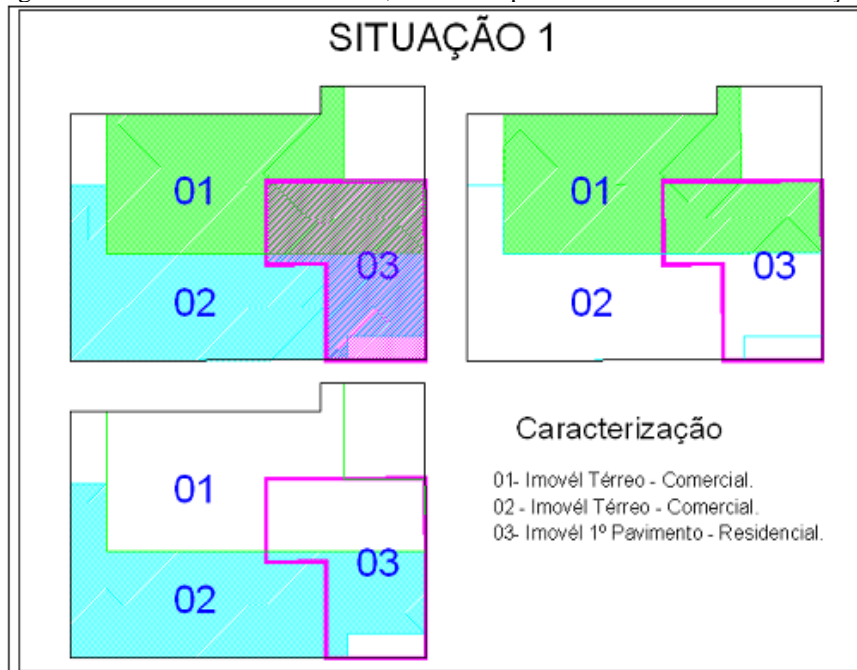 SITUAÇÃO 1
01
03
02
01
03
02
01
03
02
Caracterização
01- Imovél Térreo - Comercial.
02 - Imovél Térreo - Comercial.
03- Imovél 1º Pavimento - Residencial.